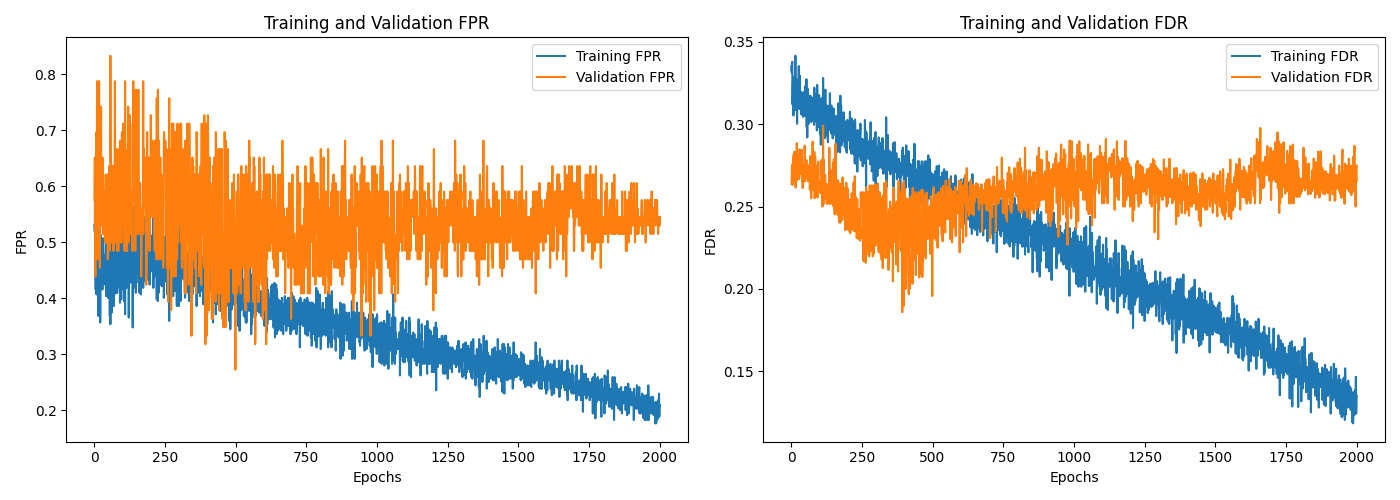 Training and Validation FPR
Training FPR
Validation FPR
0.8
0.7
0.6
0.5
0.4
0.3
0.2
FPR
0 250 500 750 1000 1250 1500 1750 2000
Epochs
Training and Validation FDR
Training FDR
Validation FDR
0.35
0.30
0.25
0.20
0.15
FDR
0 250 500 750 1000 1250 1500 1750 2000
Epochs